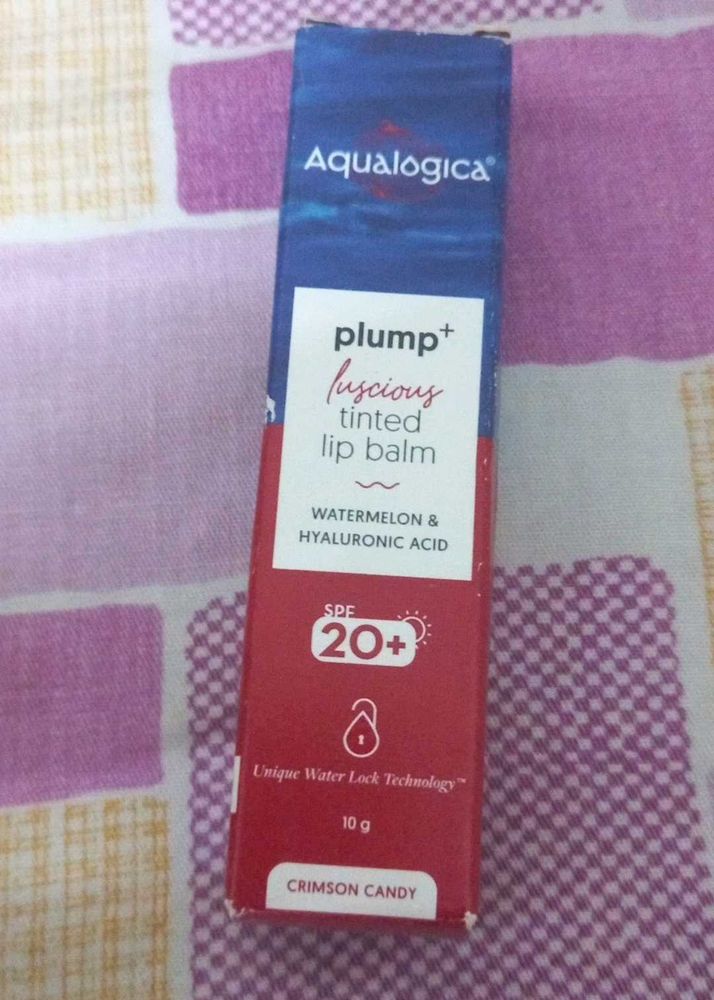 Aqualogica®
plump+
luscious
tinted
lip balm
WATERMELON &
HYALURONIC ACID
SPF
20+
Unique Water Lock Technology™
10 g
CRIMSON CANDY